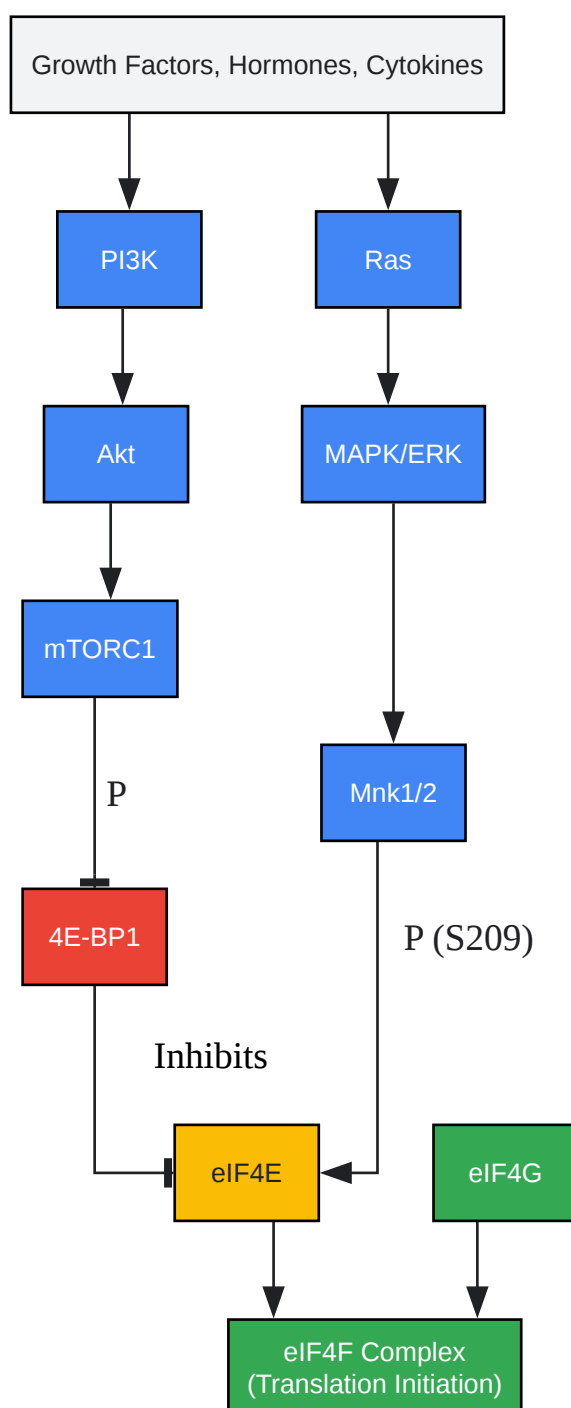 Growth Factors, Hormones, Cytokines
PI3K
Ras
Akt
MAPK/ERK
mTORC1
Mnk1/2
P
4E-BP1
P (S209)
Inhibits
eIF4E
eIF4G
eIF4F Complex
(Translation Initiation)